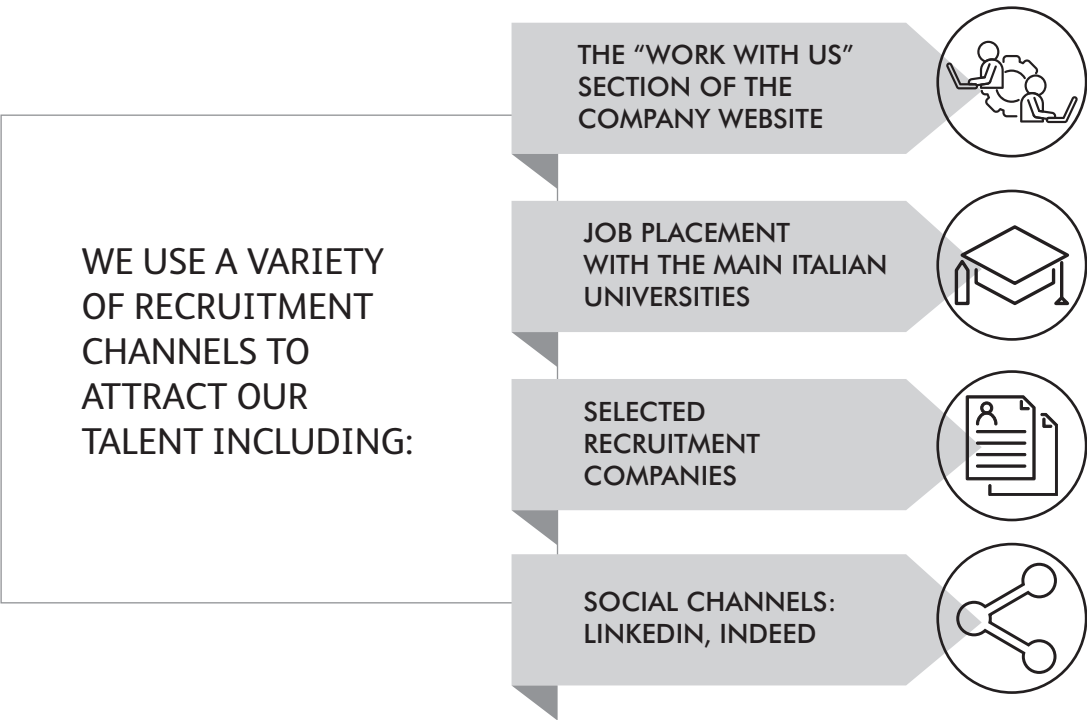 WE USE A VARIETY
OF RECRUITMENT
CHANNELS TO
ATTRACT OUR
TALENT INCLUDING:
THE “WORK WITH US”
SECTION OF THE
COMPANY WEBSITE
JOB PLACEMENT
WITH THE MAIN ITALIAN
UNIVERSITIES
SELECTED
RECRUITMENT
COMPANIES
SOCIAL CHANNELS:
LINKEDIN, INDEED